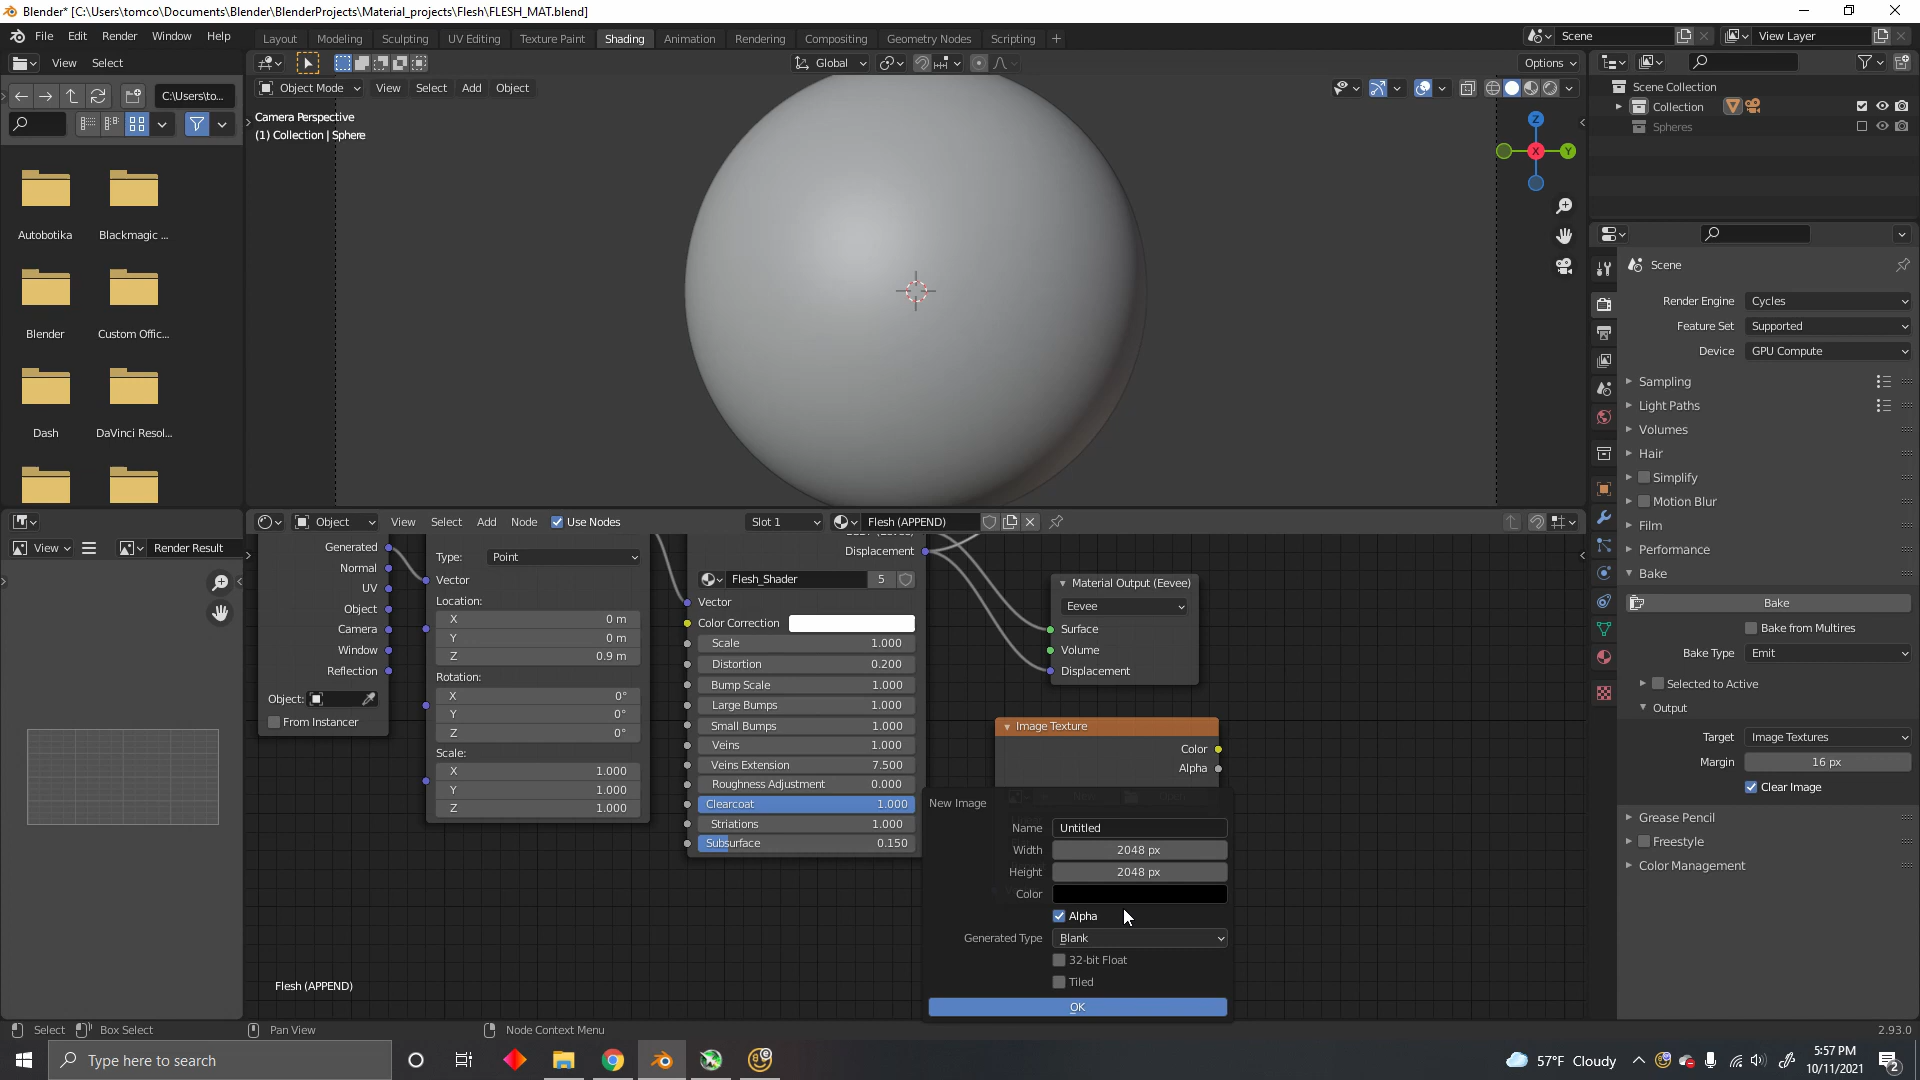 Blender* [C:\Users\tomco\Documents\Blender\BlenderProjects\Material_projects\Flesh\FLESH_MAT.blend]
File Edit Render Window Help
Layout Modeling Sculpting UV Editing Texture Paint Shading Animation Rendering Compositing Geometry Nodes Scripting +
Scene
View Layer
View Select
Global
Options
C:\Users\to...
Object Mode View Select Add Object
Camera Perspective
(1) Collection | Sphere
Z
X
Y
Scene Collection
Collection
Spheres
Autobotika
Blackmagic ...
Blender
Custom Offic...
Dash
DaVinci Resol...
Scene
Render Engine Cycles
Feature Set Supported
Device GPU Compute
Sampling
Light Paths
Volumes
Hair
Simplify
Motion Blur
Film
Performance
Bake
Bake
Bake from Multires
Bake Type Emit
Selected to Active
Output
Target Image Textures
Margin 16 px
Clear Image
Grease Pencil
Freestyle
Color Management
View
Render Result
Object View Select Add Node Use Nodes
Slot 1
Flesh (APPEND)
Generated
Normal
UV
Object
Camera
Window
Reflection
Object:
From Instancer
Type: Point
Vector
Location:
X 0 m
Y 0 m
Z 0.9 m
Rotation:
X 0°
Y 0°
Z 0°
Scale:
X 1.000
Y 1.000
Z 1.000
Displacement
Flesh_Shader 5
Vector
Color Correction
Scale 1.000
Distortion 0.200
Bump Scale 1.000
Large Bumps 1.000
Small Bumps 1.000
Veins 1.000
Veins Extension 7.500
Roughness Adjustment 0.000
Clearcoat 1.000
Striations 1.000
Subsurface 0.150
Material Output (Eevee)
Eevee
Surface
Volume
Displacement
Image Texture
Color
Alpha
New Image
Name Untitled
Width 2048 px
Height 2048 px
Color
Alpha
Generated Type Blank
32-bit Float
Tiled
OK
Flesh (APPEND)
Select Box Select Pan View Node Context Menu
2.93.0
Type here to search
57°F Cloudy
5:57 PM
10/11/2021
2